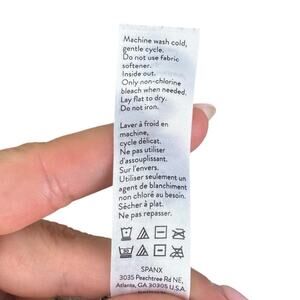 Machine wash cold,
gentle cycle.
Do not use fabric
softener.
Inside out.
Only non-chlorine
bleach when needed.
Lay flat to dry.
Do not iron.
Laver à froid en
machine,
cycle délicat.
Ne pas utiliser
d'assouplissant.
Sur l'envers.
Utiliser seulement un
agent de blanchiment
non chloré au besoin.
Sécher à plat.
Ne pas repasser.
SPANX
3035 Peachtree Rd NE,
Atlanta, GA 30305 U.S.A.